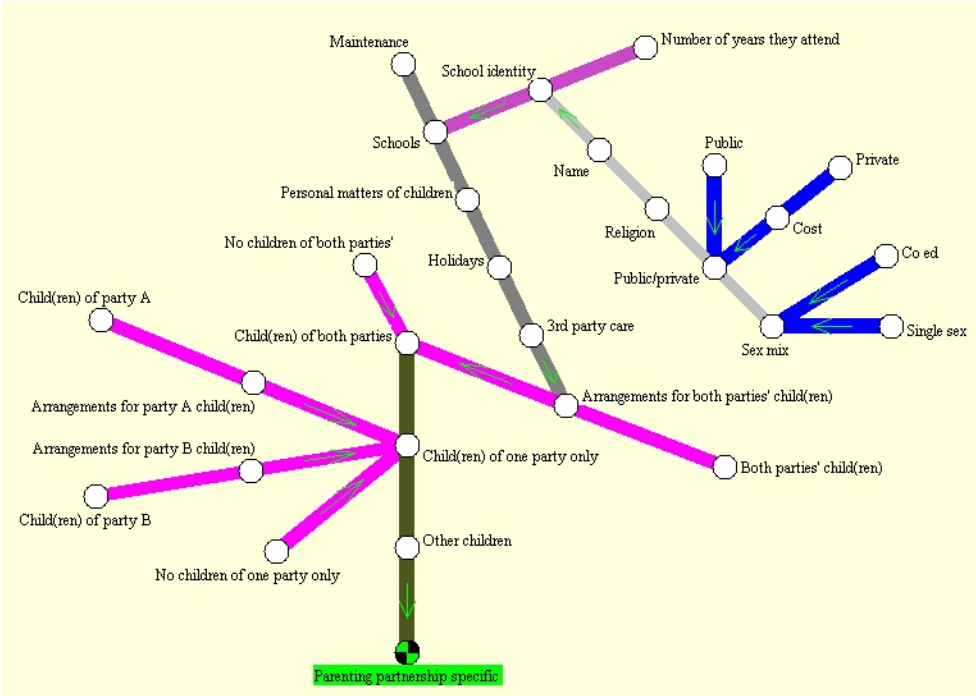 Maintenance
Number of years they attend
School identity
Schools
Public
Private
Name
Personal matters of children
Cost
Religion
No children of both parties'
Holidays
Public/private
Co ed
Child(ren) of party A
3rd party care
Child(ren) of both parties
Single sex
Sex mix
Arrangements for both parties' child(ren)
Arrangements for party A child(ren)
Arrangements for party B child(ren)
Child(ren) of one party only
Both parties' child(ren)
Child(ren) of party B
Other children
No children of one party only
Parenting partnership specific